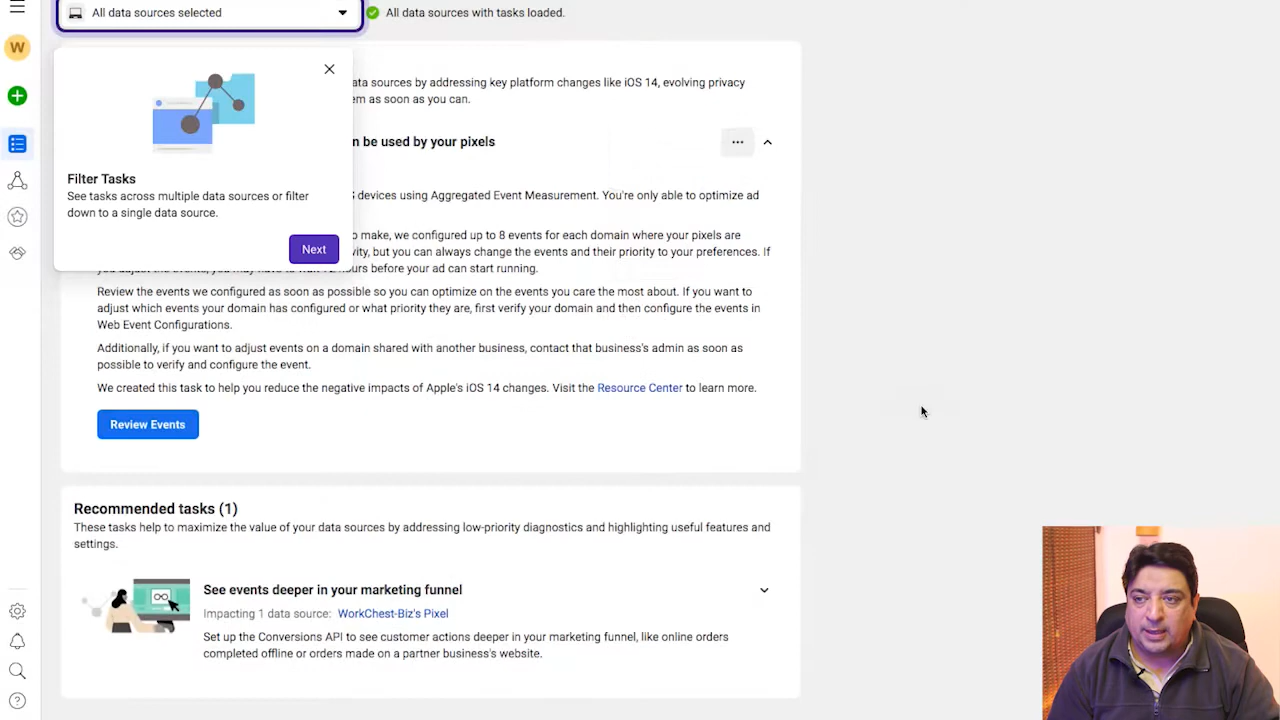 All data sources selected
All data sources with tasks loaded.
W
Filter Tasks
See tasks across multiple data sources or filter
down to a single data source.
Next
ata sources by addressing key platform changes like iOS 14, evolving privacy
em as soon as you can.
n be used by your pixels
devices using Aggregated Event Measurement. You're only able to optimize ad
to make, we configured up to 8 events for each domain where your pixels are
vity, but you can always change the events and their priority to your preferences. If
hours before your ad can start running.
Review the events we configured as soon as possible so you can optimize on the events you care the most about. If you want to
adjust which events your domain has configured or what priority they are, first verify your domain and then configure the events in
Web Event Configurations.
Additionally, if you want to adjust events on a domain shared with another business, contact that business's admin as soon as
possible to verify and configure the event.
We created this task to help you reduce the negative impacts of Apple's iOS 14 changes. Visit the Resource Center to learn more.
Review Events
Recommended tasks (1)
These tasks help to maximize the value of your data sources by addressing low-priority diagnostics and highlighting useful features and
settings.
See events deeper in your marketing funnel
Impacting 1 data source: WorkChest-Biz's Pixel
Set up the Conversions API to see customer actions deeper in your marketing funnel, like online orders
completed offline or orders made on a partner business's website.